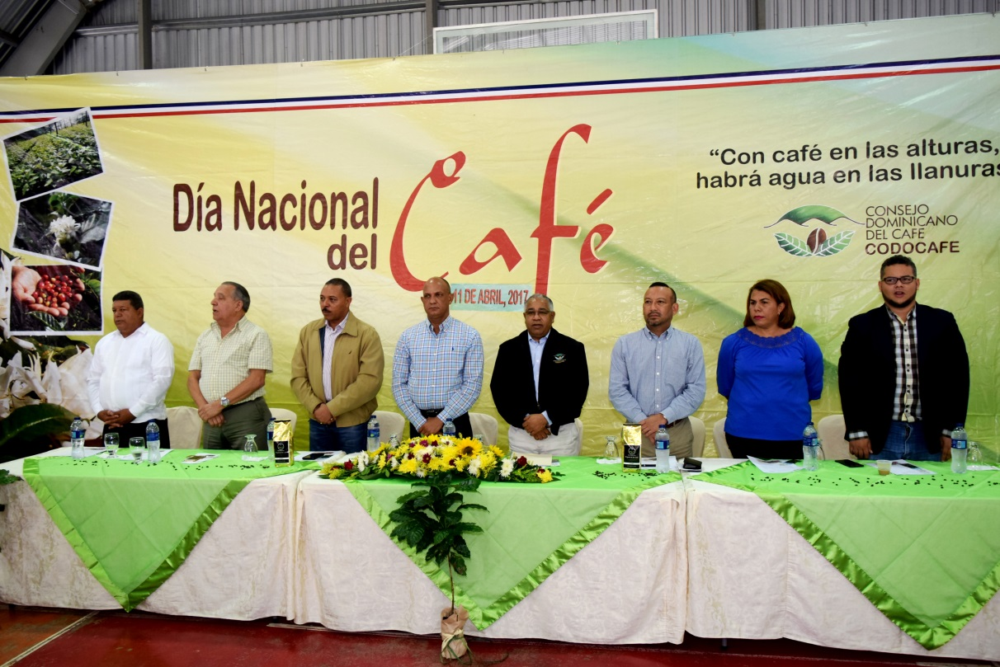 Día Nacional
del
Café
11 DE ABRIL, 2017
“Con café en las alturas,
habrá agua en las llanuras
CONSEJO
DOMINICANO
DEL CAFE
CODOCAFE